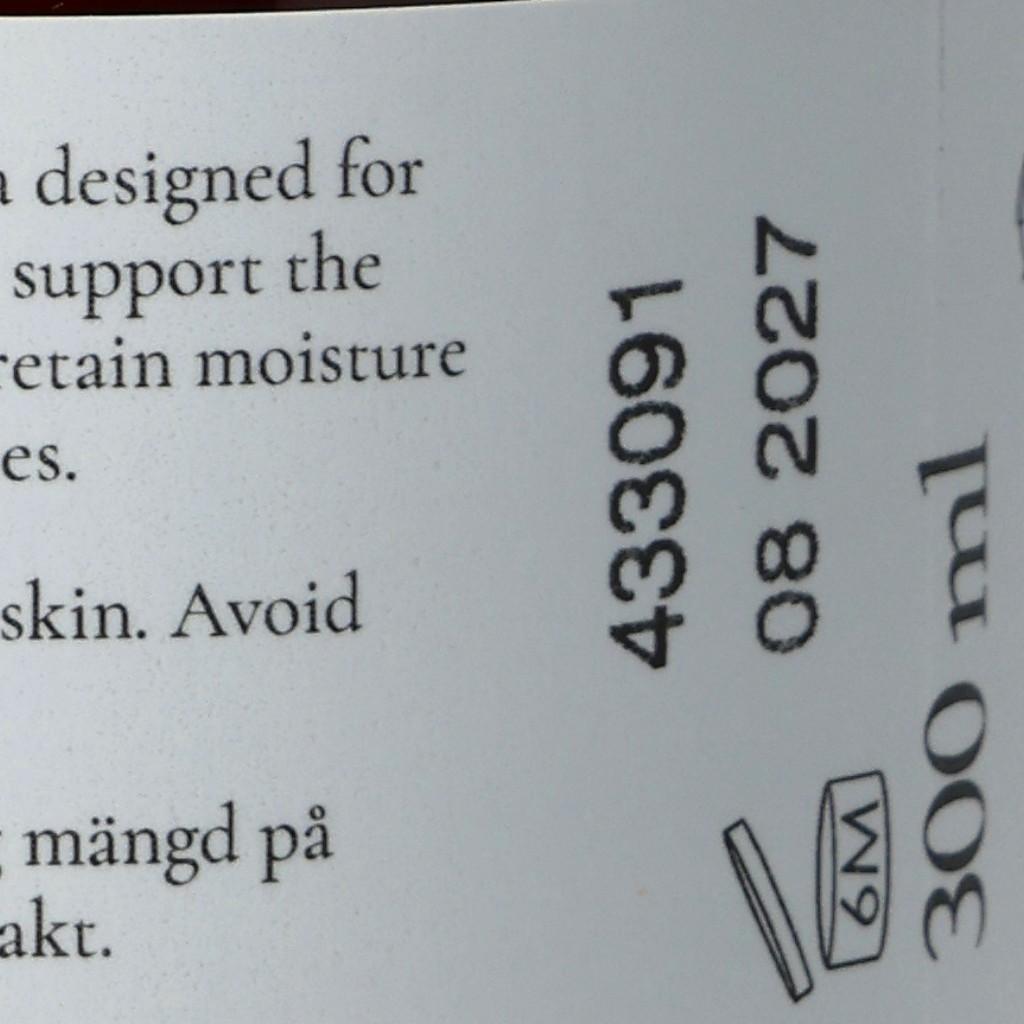 designed for
support the
retain moisture
es.
skin. Avoid
mängd på
akt.
433091
08 2027
6M
300 ml